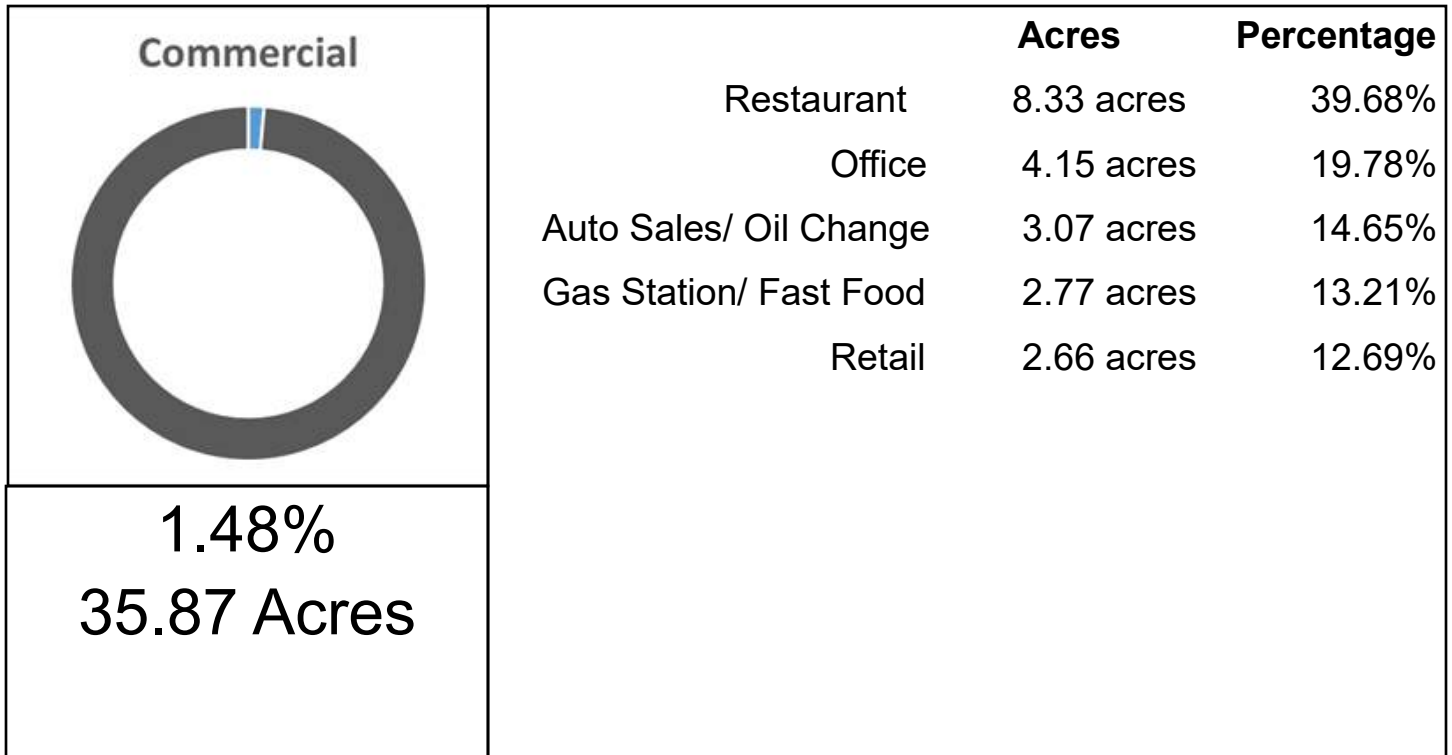 Commercial
1.48%
35.87 Acres
Acres Percentage
Restaurant 8.33 acres 39.68%
Office 4.15 acres 19.78%
Auto Sales/ Oil Change 3.07 acres 14.65%
Gas Station/ Fast Food 2.77 acres 13.21%
Retail 2.66 acres 12.69%